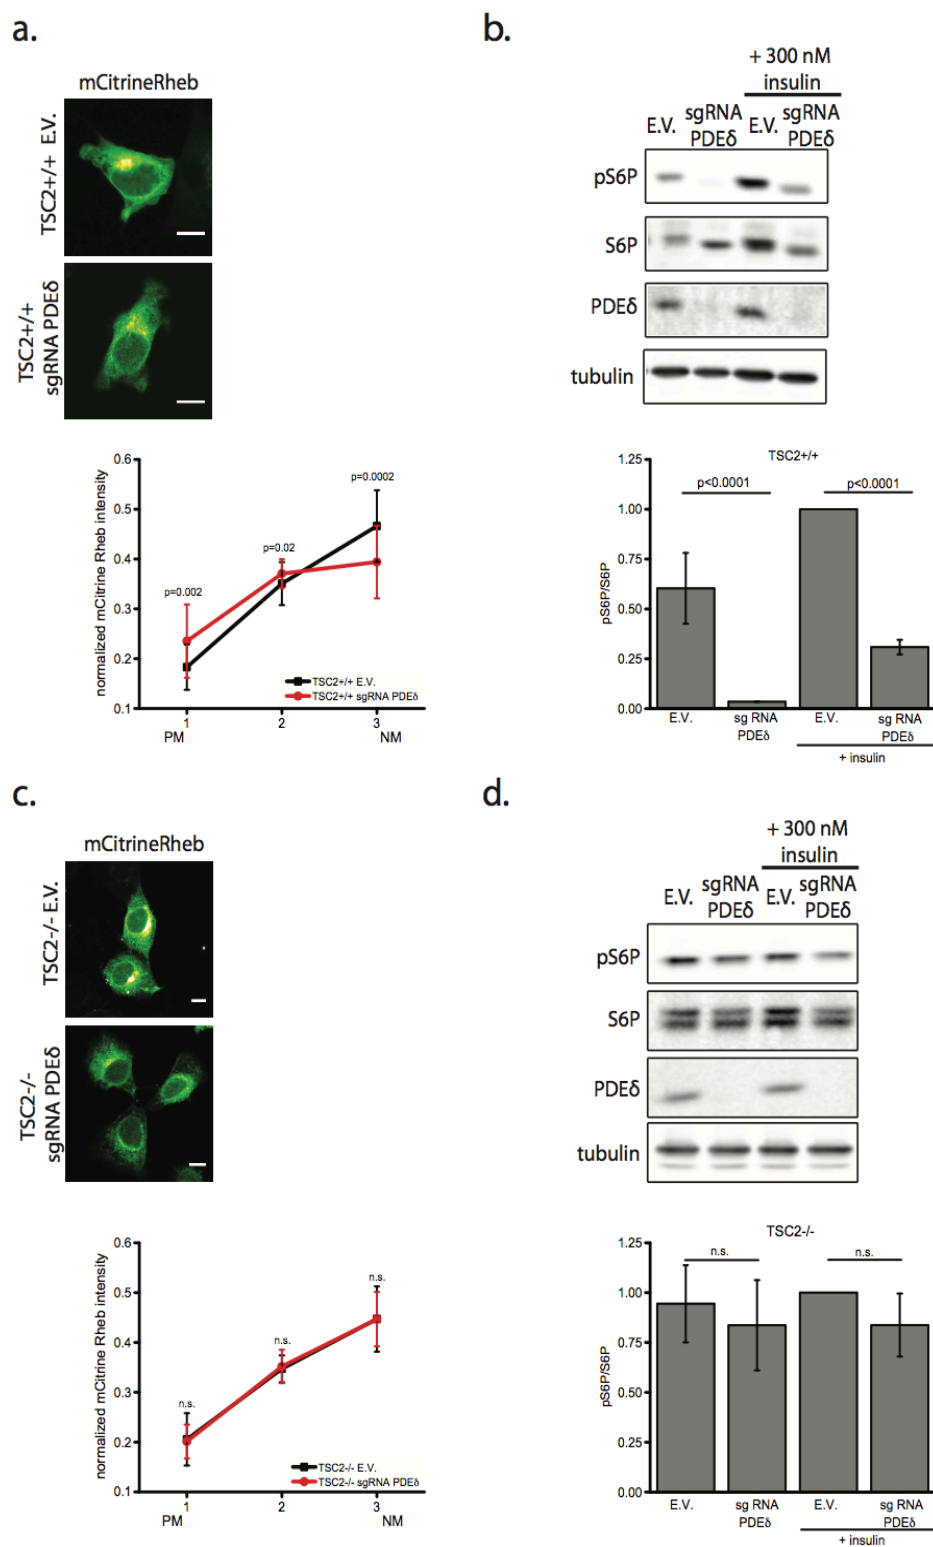 a.
mCitrineRheb
TSC2+/+ E.V.
TSC2+/+
sgRNA PDEδ
normalized mCitrine Rheb intensity
0.6
0.5
0.4
0.3
0.2
0.1
p=0.002
p=0.02
p=0.0002
TSC2+/+ E.V.
TSC2+/+ sgRNA PDEδ
1
2
3
PM
NM
b.
+ 300 nM
insulin
E.V.
sgRNA
PDEδ
E.V.
sgRNA
PDEδ
pS6P
S6P
PDEδ
tubulin
TSC2+/+
pS6P/S6P
1.25
1.00
0.75
0.50
0.25
0.00
p<0.0001
p<0.0001
E.V.
sg RNA
PDEδ
E.V.
sg RNA
PDEδ
+ insulin
c.
mCitrineRheb
TSC2-/- E.V.
TSC2-/-
sgRNA PDEδ
normalized mCitrine Rheb intensity
0.6
0.5
0.4
0.3
0.2
0.1
n.s.
n.s.
n.s.
TSC2-/- E.V.
TSC2-/- sgRNA PDEδ
1
2
3
PM
NM
d.
+ 300 nM
insulin
E.V.
sgRNA
PDEδ
E.V.
sgRNA
PDEδ
pS6P
S6P
PDEδ
tubulin
TSC2-/-
pS6P/S6P
1.25
1.00
0.75
0.50
0.25
0.00
n.s.
n.s.
E.V.
sg RNA
PDEδ
E.V.
sg RNA
PDEδ
+ insulin